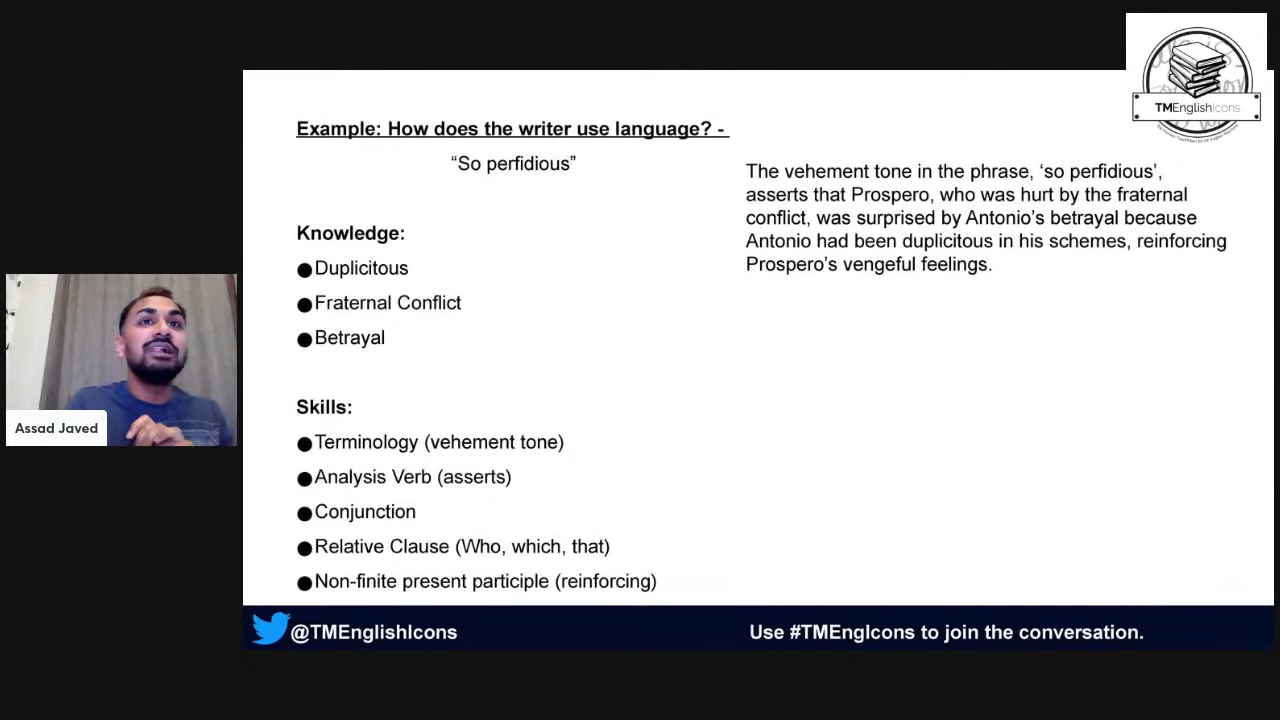 TMEnglishIcons
Example: How does the writer use language? -
“So perfidious”
Knowledge:
Duplicitous
Fraternal Conflict
Betrayal
Skills:
Terminology (vehement tone)
Analysis Verb (asserts)
Conjunction
Relative Clause (Who, which, that)
Non-finite present participle (reinforcing)
The vehement tone in the phrase, ‘so perfidious’,
asserts that Prospero, who was hurt by the fraternal
conflict, was surprised by Antonio’s betrayal because
Antonio had been duplicitous in his schemes, reinforcing
Prospero’s vengeful feelings.
Assad Javed
@TMEnglishIcons
Use #TMEngIcons to join the conversation.